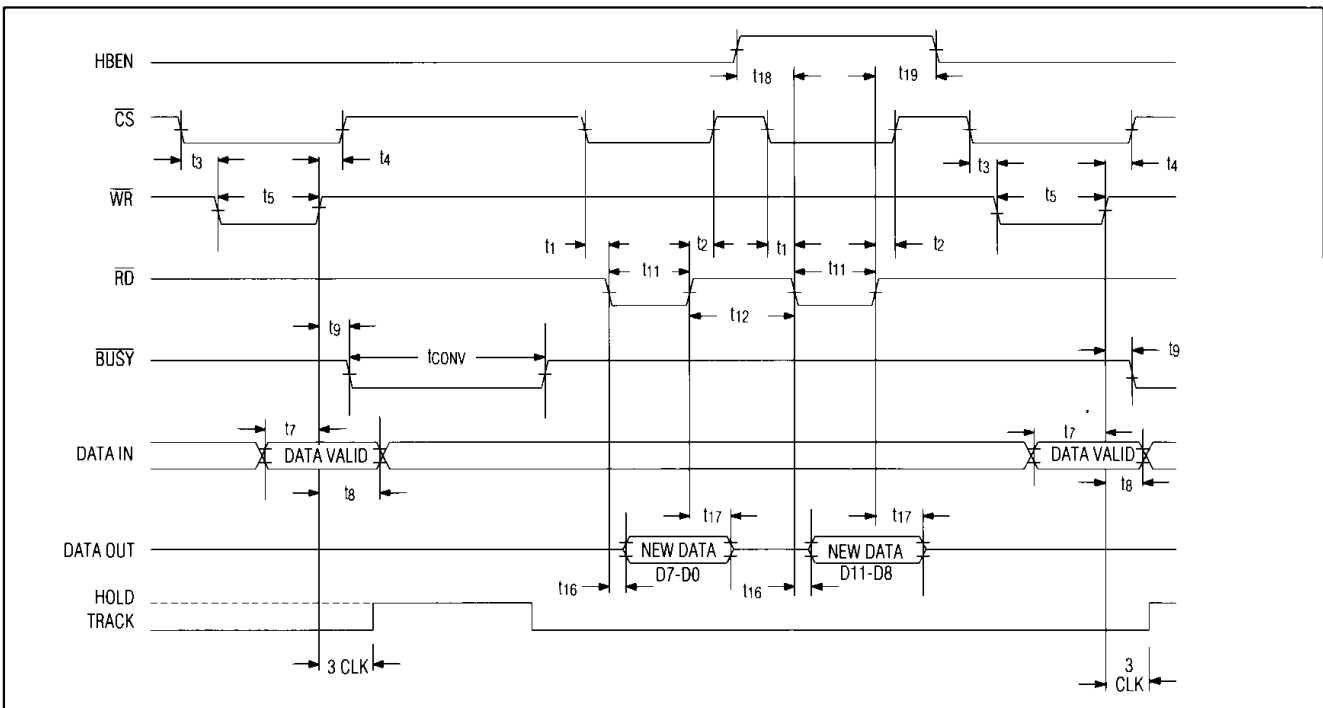 HBEN
t18
t19
CS
t3
t4
t3
t4
WR
t5
t5
t1
t2
t1
t2
RD
t11
t11
t12
t9
tCONV
t9
BUSY
t7
t7
DATA IN
DATA VALID
DATA VALID
t8
t8
t17
t17
DATA OUT
NEW DATA
D7-D0
NEW DATA
D11-D8
t16
t16
HOLD
TRACK
3 CLK
3
CLK